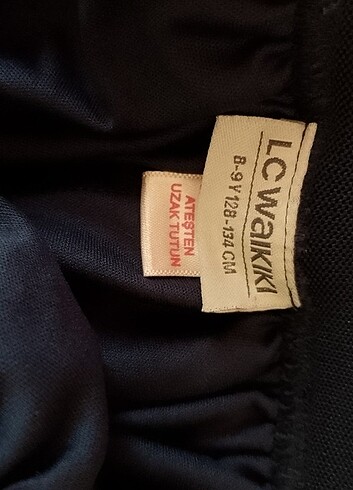 LC WAIKIKI
8-9 Y 128-134 CM
ATEŞTEN
UZAK TUTUN